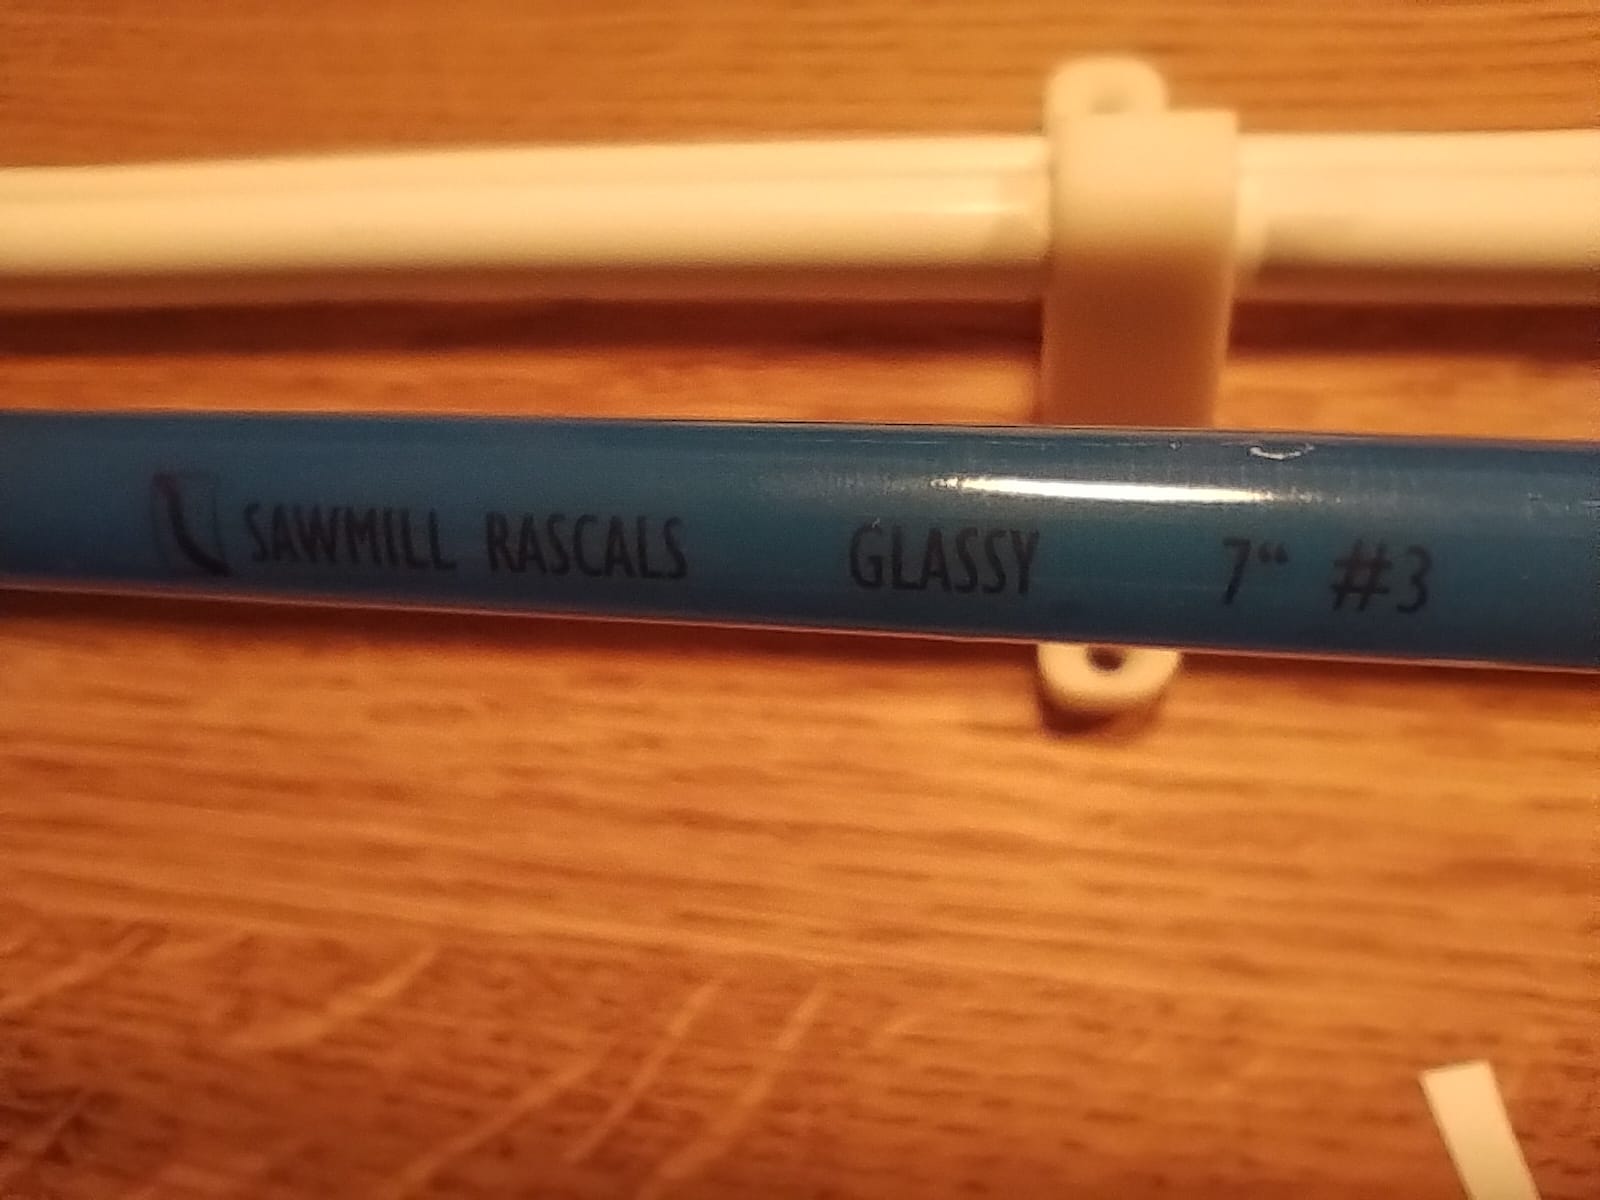 SAWMILL RASCALS GLASSY 7“ #3